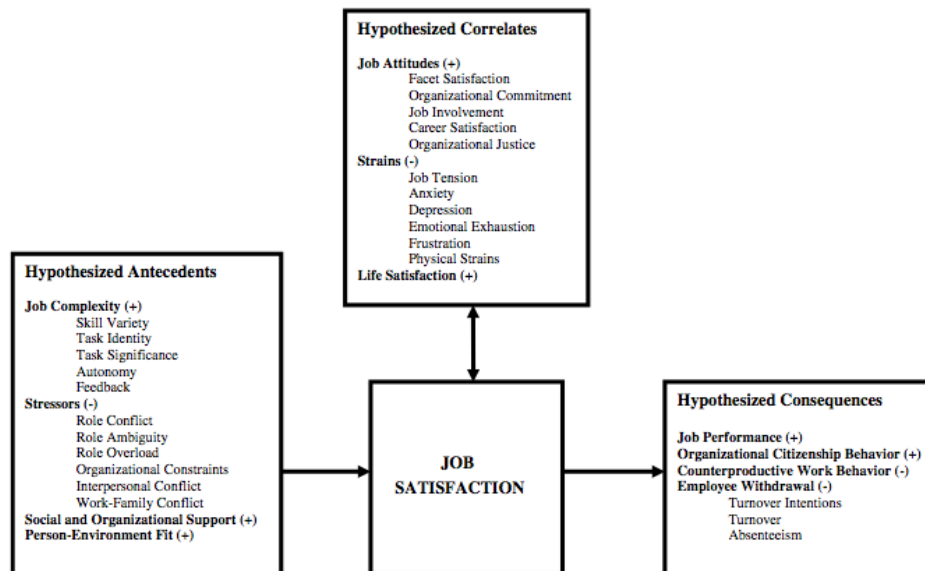 Hypothesized Correlates
Job Attitudes (+)
Facet Satisfaction
Organizational Commitment
Job Involvement
Career Satisfaction
Organizational Justice
Strains (-)
Job Tension
Anxiety
Depression
Emotional Exhaustion
Frustration
Physical Strains
Life Satisfaction (+)
Hypothesized Antecedents
Job Complexity (+)
Skill Variety
Task Identity
Task Significance
Autonomy
Feedback
Stressors (-)
Role Conflict
Role Ambiguity
Role Overload
Organizational Constraints
Interpersonal Conflict
Work-Family Conflict
Social and Organizational Support (+)
Person-Environment Fit (+)
JOB
SATISFACTION
Hypothesized Consequences
Job Performance (+)
Organizational Citizenship Behavior (+)
Counterproductive Work Behavior (-)
Employee Withdrawal (-)
Turnover Intentions
Turnover
Absenteeism